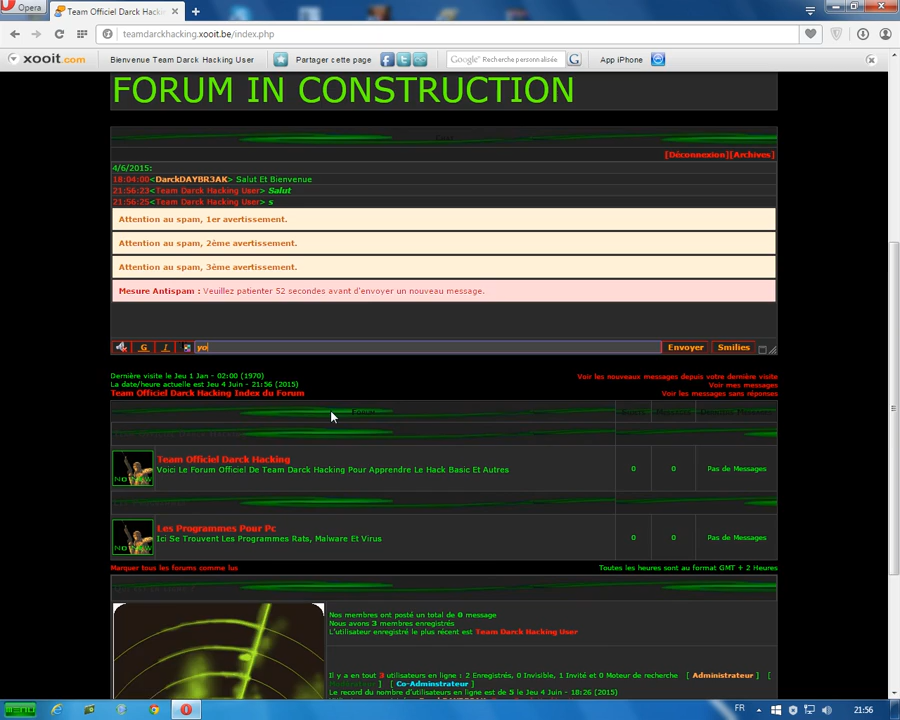 Opera
Team Officiel Darck Hackin
teamdarckhacking.xooit.be/index.php
xooit.com
Bienvenue Team Darck Hacking User
Partager cette page
Google™ Recherche personnalisée
App iPhone
FORUM IN CONSTRUCTION
[Déconnexion][Archives]
4/6/2015:
18:04:00<DarckDAYBR3AK> Salut Et Bienvenue
21:56:23<Team Darck Hacking User> Salut
21:56:25<Team Darck Hacking User> s
Attention au spam, 1er avertissement.
Attention au spam, 2ème avertissement.
Attention au spam, 3ème avertissement.
Mesure Antispam : Veuillez patienter 52 secondes avant d'envoyer un nouveau message.
G I yo Envoyer Smilies
Dernière visite le Jeu 1 Jan - 02:00 (1970)
La date/heure actuelle est Jeu 4 Juin - 21:56 (2015)
Team Officiel Darck Hacking Index du Forum
Voir les nouveaux messages depuis votre dernière visite
Voir mes messages
Voir les messages sans réponses
Forum
Team Officiel Darck Hacking
Voici Le Forum Officiel De Team Darck Hacking Pour Apprendre Le Hack Basic Et Autres
0 0 Pas de Messages
Les Programmes Pour Pc
Ici Se Trouvent Les Programmes Rats, Malware Et Virus
0 0 Pas de Messages
Marquer tous les forums comme lus
Toutes les heures sont au format GMT + 2 Heures
Nos membres ont posté un total de 0 message
Nous avons 3 membres enregistrés
L'utilisateur enregistré le plus récent est Team Darck Hacking User
Il y a en tout 3 utilisateurs en ligne : 2 Enregistrés, 0 Invisible, 1 Invité et 0 Moteur de recherche [ Administrateur ] [
] [ Co-Administrateur ]
Le record du nombre d'utilisateurs en ligne est de 5 le Jeu 4 Juin - 18:26 (2015)
FR
21:56